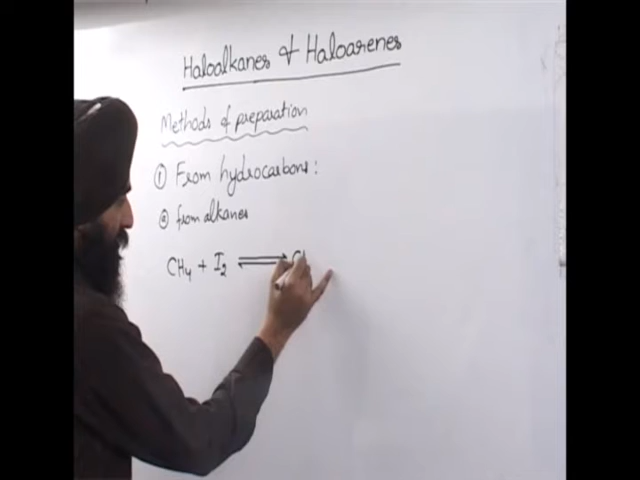 Haloalkanes & Haloarenes
Methods of preparation
① From hydrocarbons:
ⓐ from alkanes
CH₄ + I₂ ⇌ C